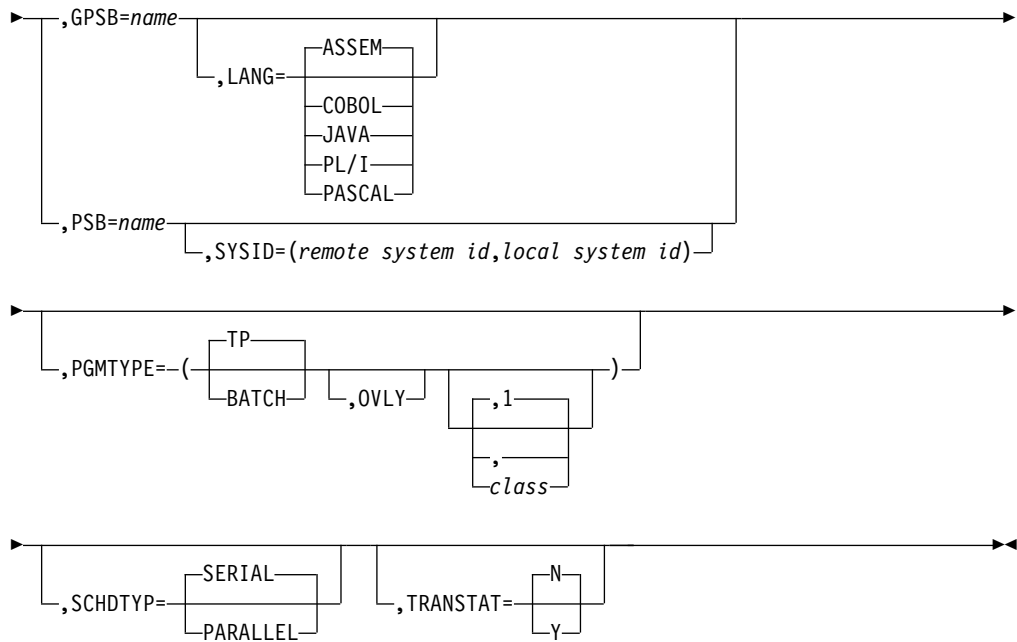 ,GPSB=name
ASSEM
,LANG=
COBOL
JAVA
PL/I
PASCAL
,PSB=name
,SYSID=(remote system id,local system id)
TP
,PGMTYPE=( )
BATCH ,OVLY ,1
,
class
SERIAL N
,SCHDTYP= ,TRANSTAT=
PARALLEL Y